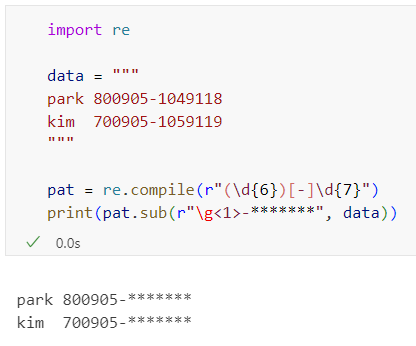 import re
data = """
park 800905-1049118
kim  700905-1059119
"""
pat = re.compile(r"(\d{6})[-]\d{7}")
print(pat.sub(r"\g<1>-*******", data))
✓ 0.0s
park 800905-*******
kim  700905-*******